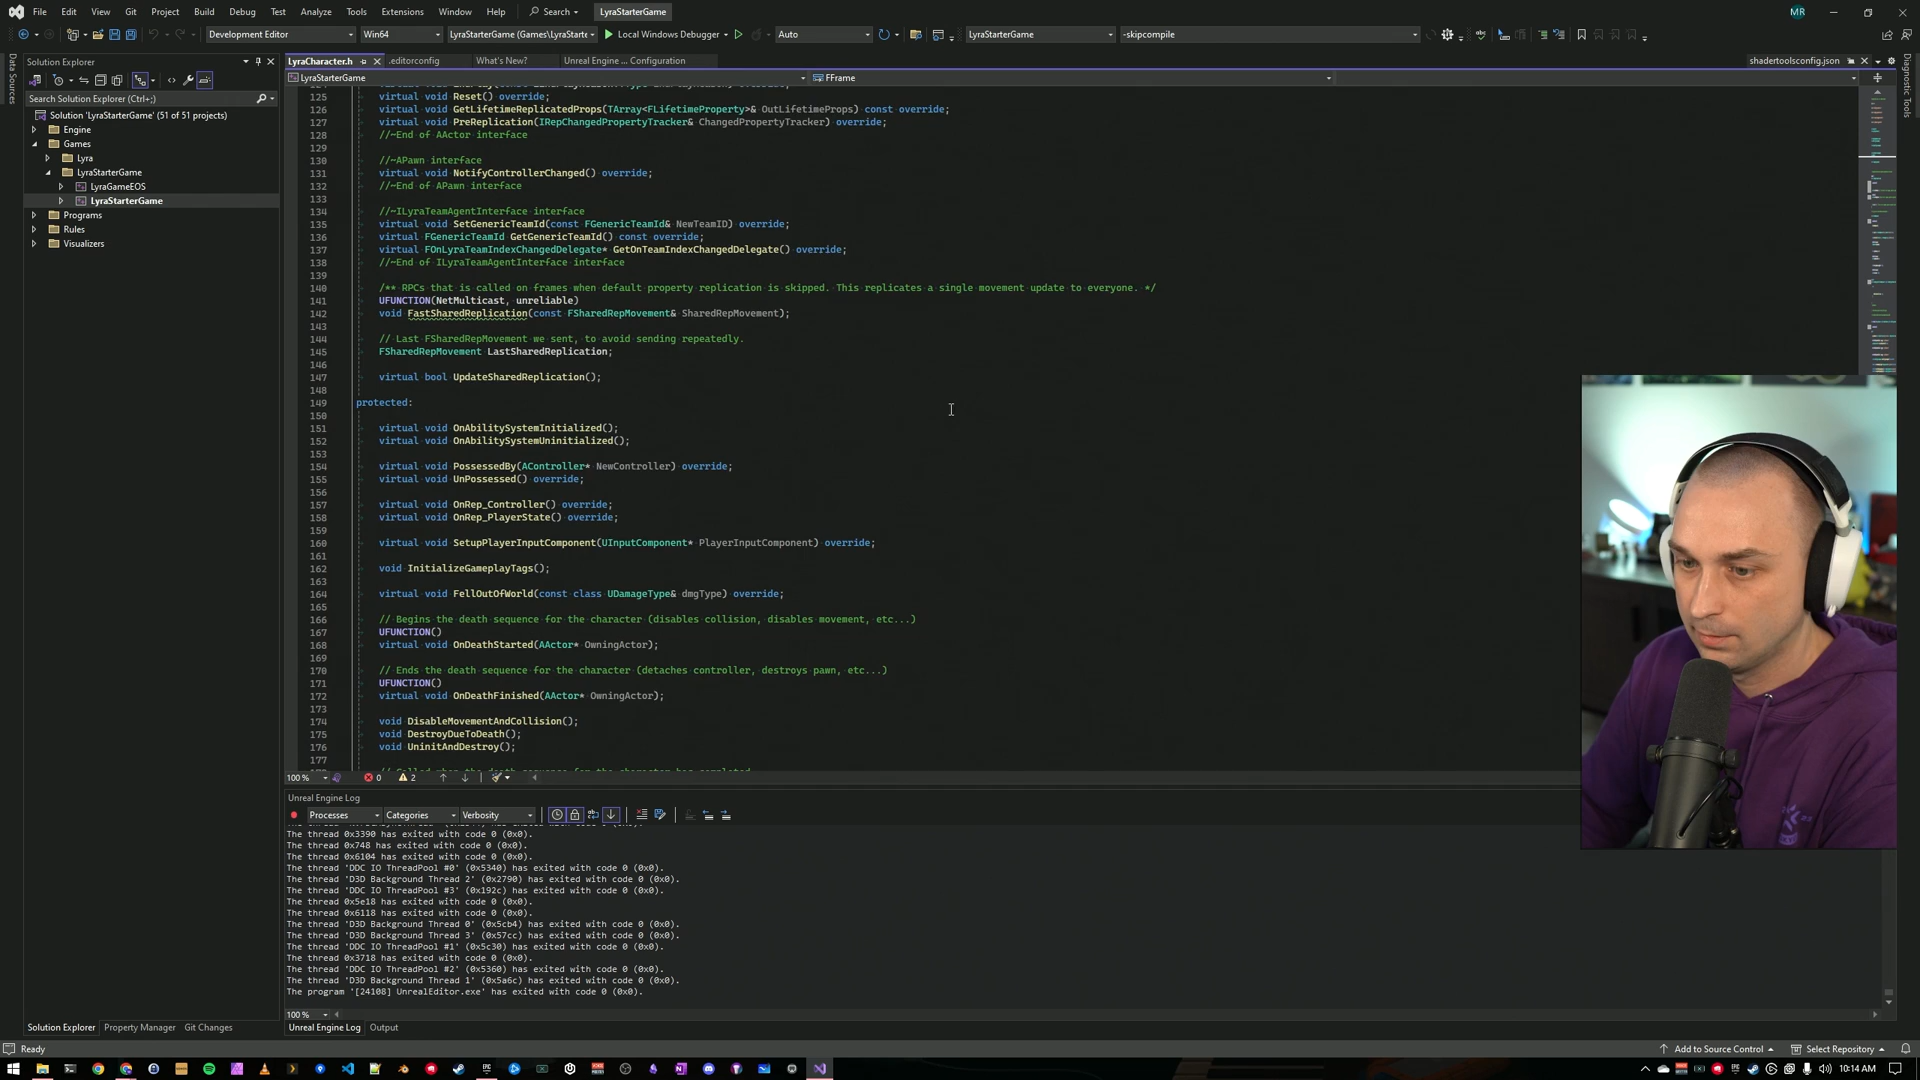 File Edit View Git Project Build Debug Test Analyze Tools Extensions Window Help Search LyraStarterGame MR
Development Editor Win64 LyraStarterGame (Games\LyraStarte Local Windows Debugger Auto LyraStarterGame -skipcompile
Data Sources
Diagnostic Tools
Solution Explorer
Search Solution Explorer (Ctrl+;)
Solution 'LyraStarterGame' (51 of 51 projects)
Engine
Games
Lyra
LyraStarterGame
LyraGameEOS
LyraStarterGame
Programs
Rules
Visualizers
LyraCharacter.h .editorconfig What's New? Unreal Engine ... Configuration shadertoolsconfig.json
LyraStarterGame FFrame
125 virtual void Reset() override;
126 virtual void GetLifetimeReplicatedProps(TArray<FLifetimeProperty>& OutLifetimeProps) const override;
127 virtual void PreReplication(IRepChangedPropertyTracker& ChangedPropertyTracker) override;
128 //~End of AActor interface
129
130 //~APawn interface
131 virtual void NotifyControllerChanged() override;
132 //~End of APawn interface
133
134 //~ILyraTeamAgentInterface interface
135 virtual void SetGenericTeamId(const FGenericTeamId& NewTeamID) override;
136 virtual FGenericTeamId GetGenericTeamId() const override;
137 virtual FOnLyraTeamIndexChangedDelegate* GetOnTeamIndexChangedDelegate() override;
138 //~End of ILyraTeamAgentInterface interface
139
140 /** RPCs that is called on frames when default property replication is skipped. This replicates a single movement update to everyone. */
141 UFUNCTION(NetMulticast, unreliable)
142 void FastSharedReplication(const FSharedRepMovement& SharedRepMovement);
143
144 // Last FSharedRepMovement we sent, to avoid sending repeatedly.
145 FSharedRepMovement LastSharedReplication;
146
147 virtual bool UpdateSharedReplication();
148
149 protected:
150
151 virtual void OnAbilitySystemInitialized();
152 virtual void OnAbilitySystemUninitialized();
153
154 virtual void PossessedBy(AController* NewController) override;
155 virtual void UnPossessed() override;
156
157 virtual void OnRep_Controller() override;
158 virtual void OnRep_PlayerState() override;
159
160 virtual void SetupPlayerInputComponent(UInputComponent* PlayerInputComponent) override;
161
162 void InitializeGameplayTags();
163
164 virtual void FellOutOfWorld(const class UDamageType& dmgType) override;
165
166 // Begins the death sequence for the character (disables collision, disables movement, etc...)
167 UFUNCTION()
168 virtual void OnDeathStarted(AActor* OwningActor);
169
170 // Ends the death sequence for the character (detaches controller, destroys pawn, etc...)
171 UFUNCTION()
172 virtual void OnDeathFinished(AActor* OwningActor);
173
174 void DisableMovementAndCollision();
175 void DestroyDueToDeath();
176 void UninitAndDestroy();
177
100 % 0 2
Unreal Engine Log
Processes Categories Verbosity
The thread 0x3390 has exited with code 0 (0x0).
The thread 0x748 has exited with code 0 (0x0).
The thread 0x6104 has exited with code 0 (0x0).
The thread 'DDC IO ThreadPool #0' (0x5340) has exited with code 0 (0x0).
The thread 'D3D Background Thread 2' (0x2790) has exited with code 0 (0x0).
The thread 'DDC IO ThreadPool #3' (0x192c) has exited with code 0 (0x0).
The thread 0x5e18 has exited with code 0 (0x0).
The thread 0x6118 has exited with code 0 (0x0).
The thread 'D3D Background Thread 0' (0x5cb4) has exited with code 0 (0x0).
The thread 'D3D Background Thread 3' (0x57cc) has exited with code 0 (0x0).
The thread 'DDC IO ThreadPool #1' (0x5c30) has exited with code 0 (0x0).
The thread 0x3718 has exited with code 0 (0x0).
The thread 'DDC IO ThreadPool #2' (0x5360) has exited with code 0 (0x0).
The thread 'D3D Background Thread 1' (0x5a6c) has exited with code 0 (0x0).
The program '[24108] UnrealEditor.exe' has exited with code 0 (0x0).
100 %
Solution Explorer Property Manager Git Changes Unreal Engine Log Output
Ready Add to Source Control Select Repository
10:14 AM